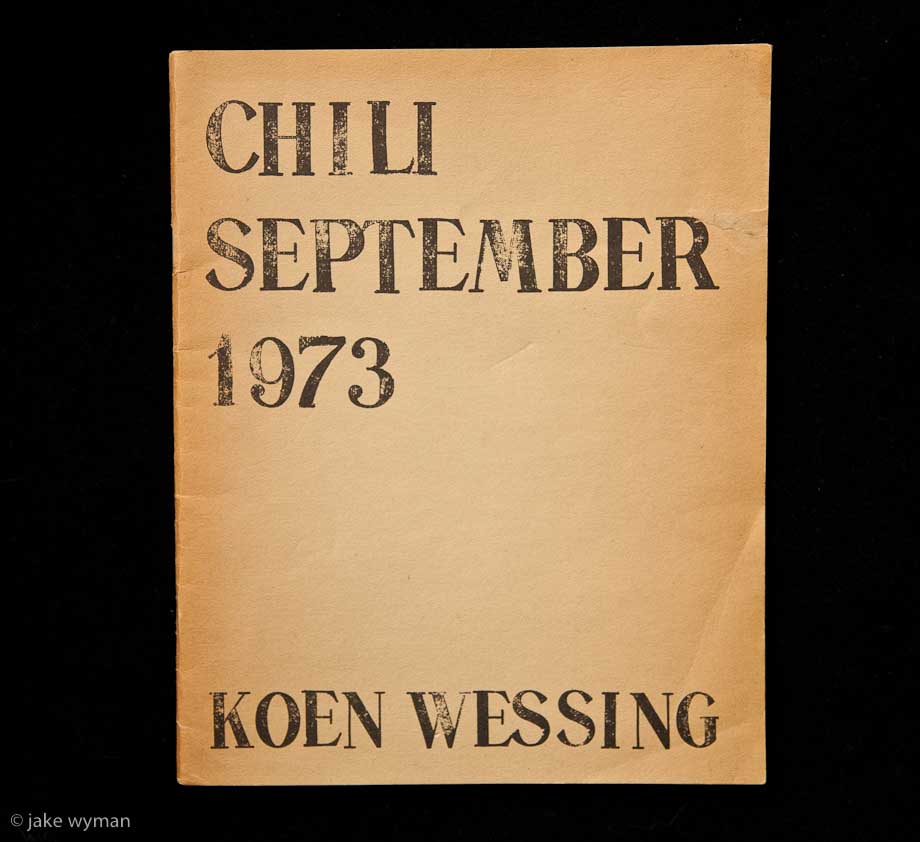 CHILI
SEPTEMBER
1973
KOEN WESSING
© jake wyman